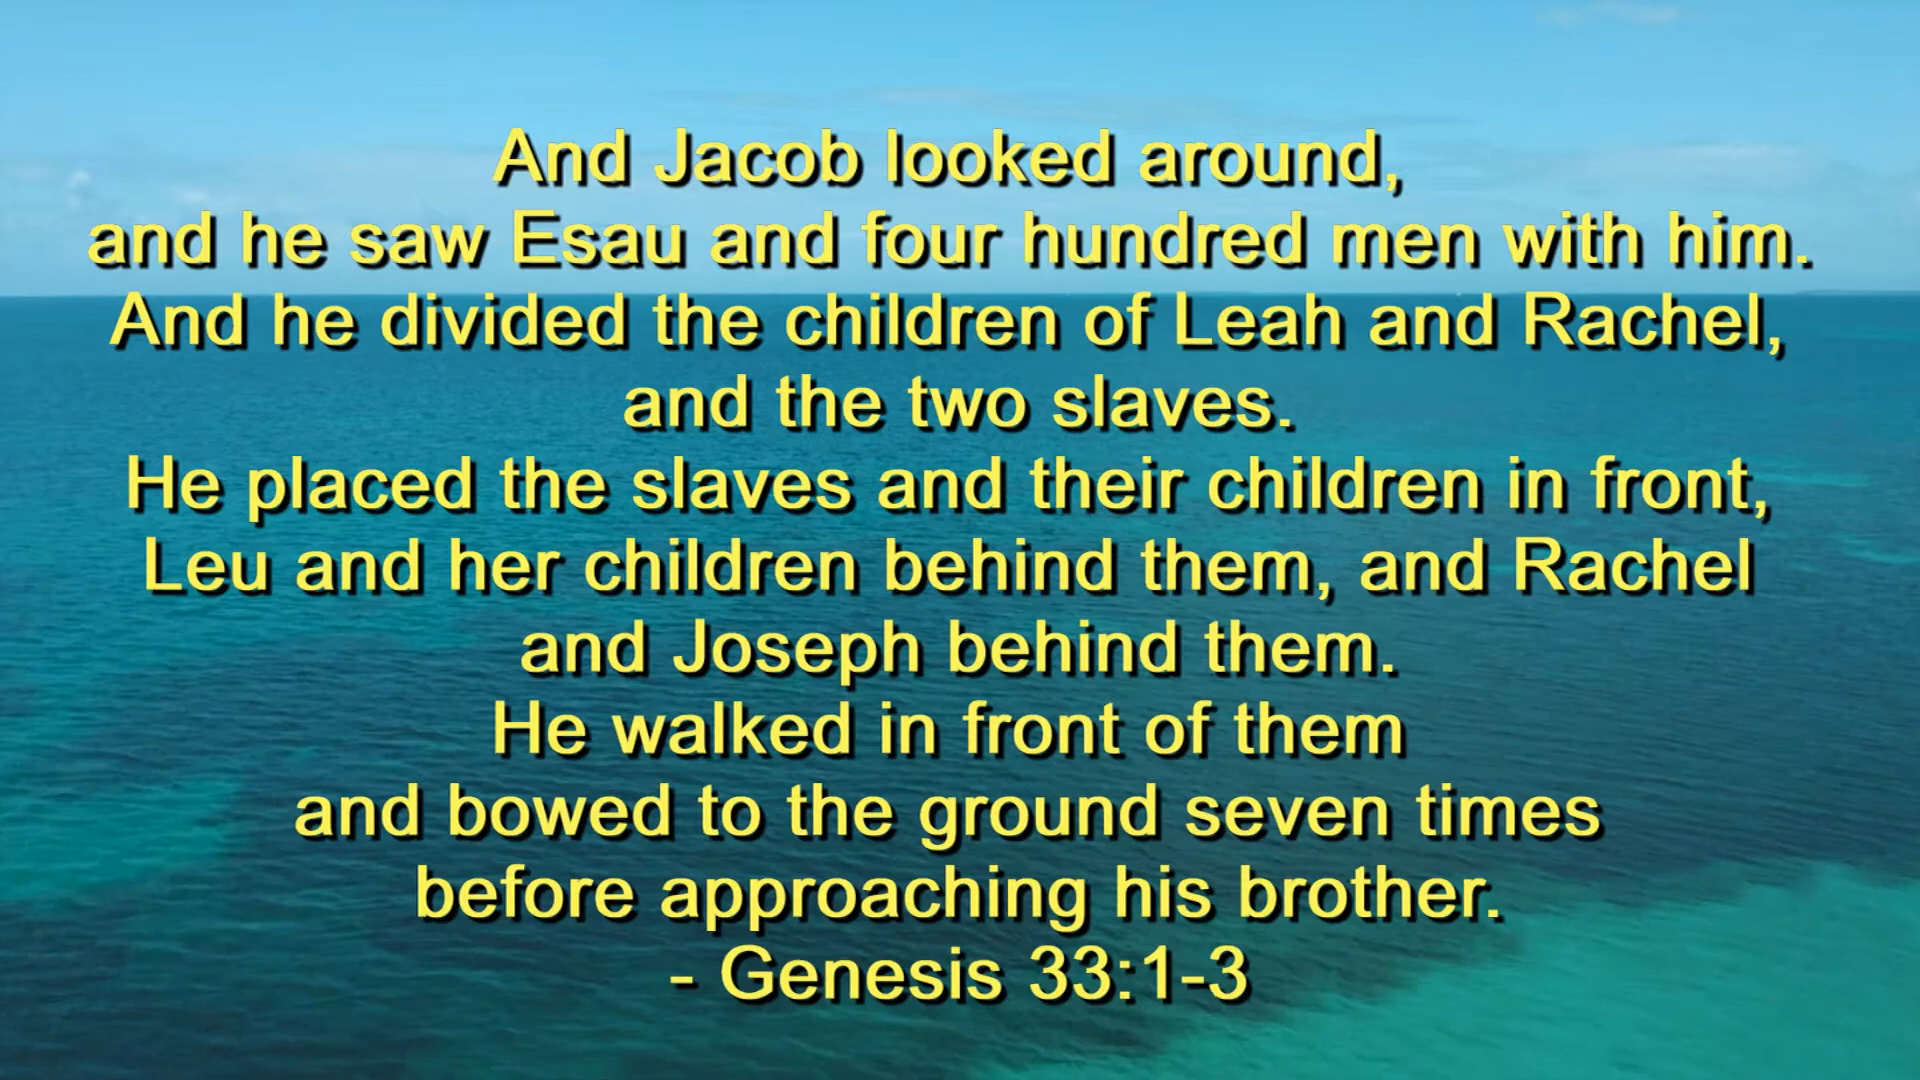 And Jacob looked around,
and he saw Esau and four hundred men with him.
And he divided the children of Leah and Rachel,
and the two slaves.
He placed the slaves and their children in front,
Leu and her children behind them, and Rachel
and Joseph behind them.
He walked in front of them
and bowed to the ground seven times
before approaching his brother.
- Genesis 33:1-3